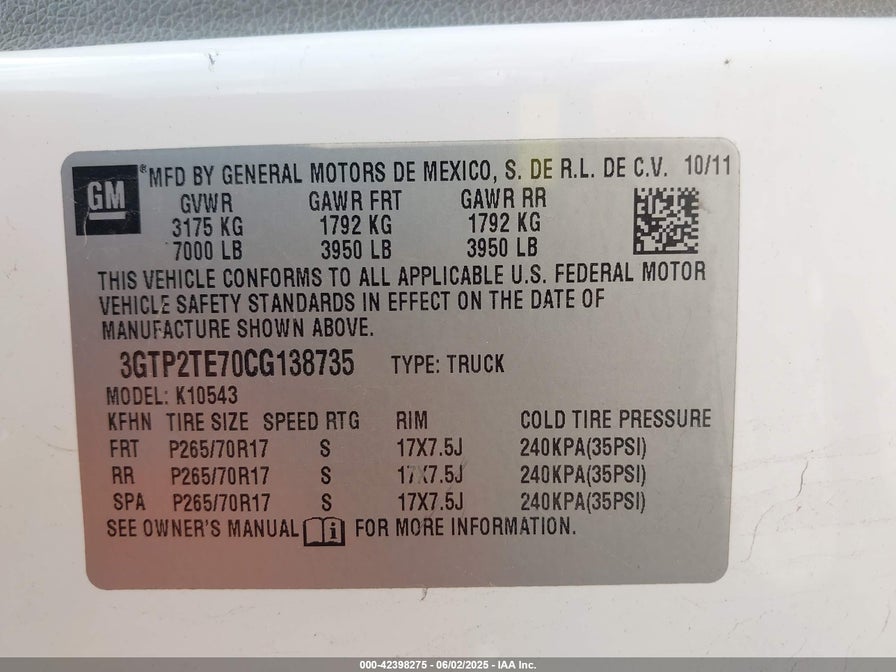 GM ® MFD BY GENERAL MOTORS DE MEXICO, S. DE R.L. DE C.V. 10/11
GVWR GAWR FRT GAWR RR
3175 KG 1792 KG 1792 KG
7000 LB 3950 LB 3950 LB
THIS VEHICLE CONFORMS TO ALL APPLICABLE U.S. FEDERAL MOTOR
VEHICLE SAFETY STANDARDS IN EFFECT ON THE DATE OF
MANUFACTURE SHOWN ABOVE.
3GTP2TE70CG138735 TYPE: TRUCK
MODEL: K10543
KFHN TIRE SIZE SPEED RTG RIM COLD TIRE PRESSURE
FRT P265/70R17 S 17X7.5J 240KPA(35PSI)
RR P265/70R17 S 17X7.5J 240KPA(35PSI)
SPA P265/70R17 S 17X7.5J 240KPA(35PSI)
SEE OWNER'S MANUAL i FOR MORE INFORMATION.
000-42398275 - 06/02/2025 - IAA Inc.